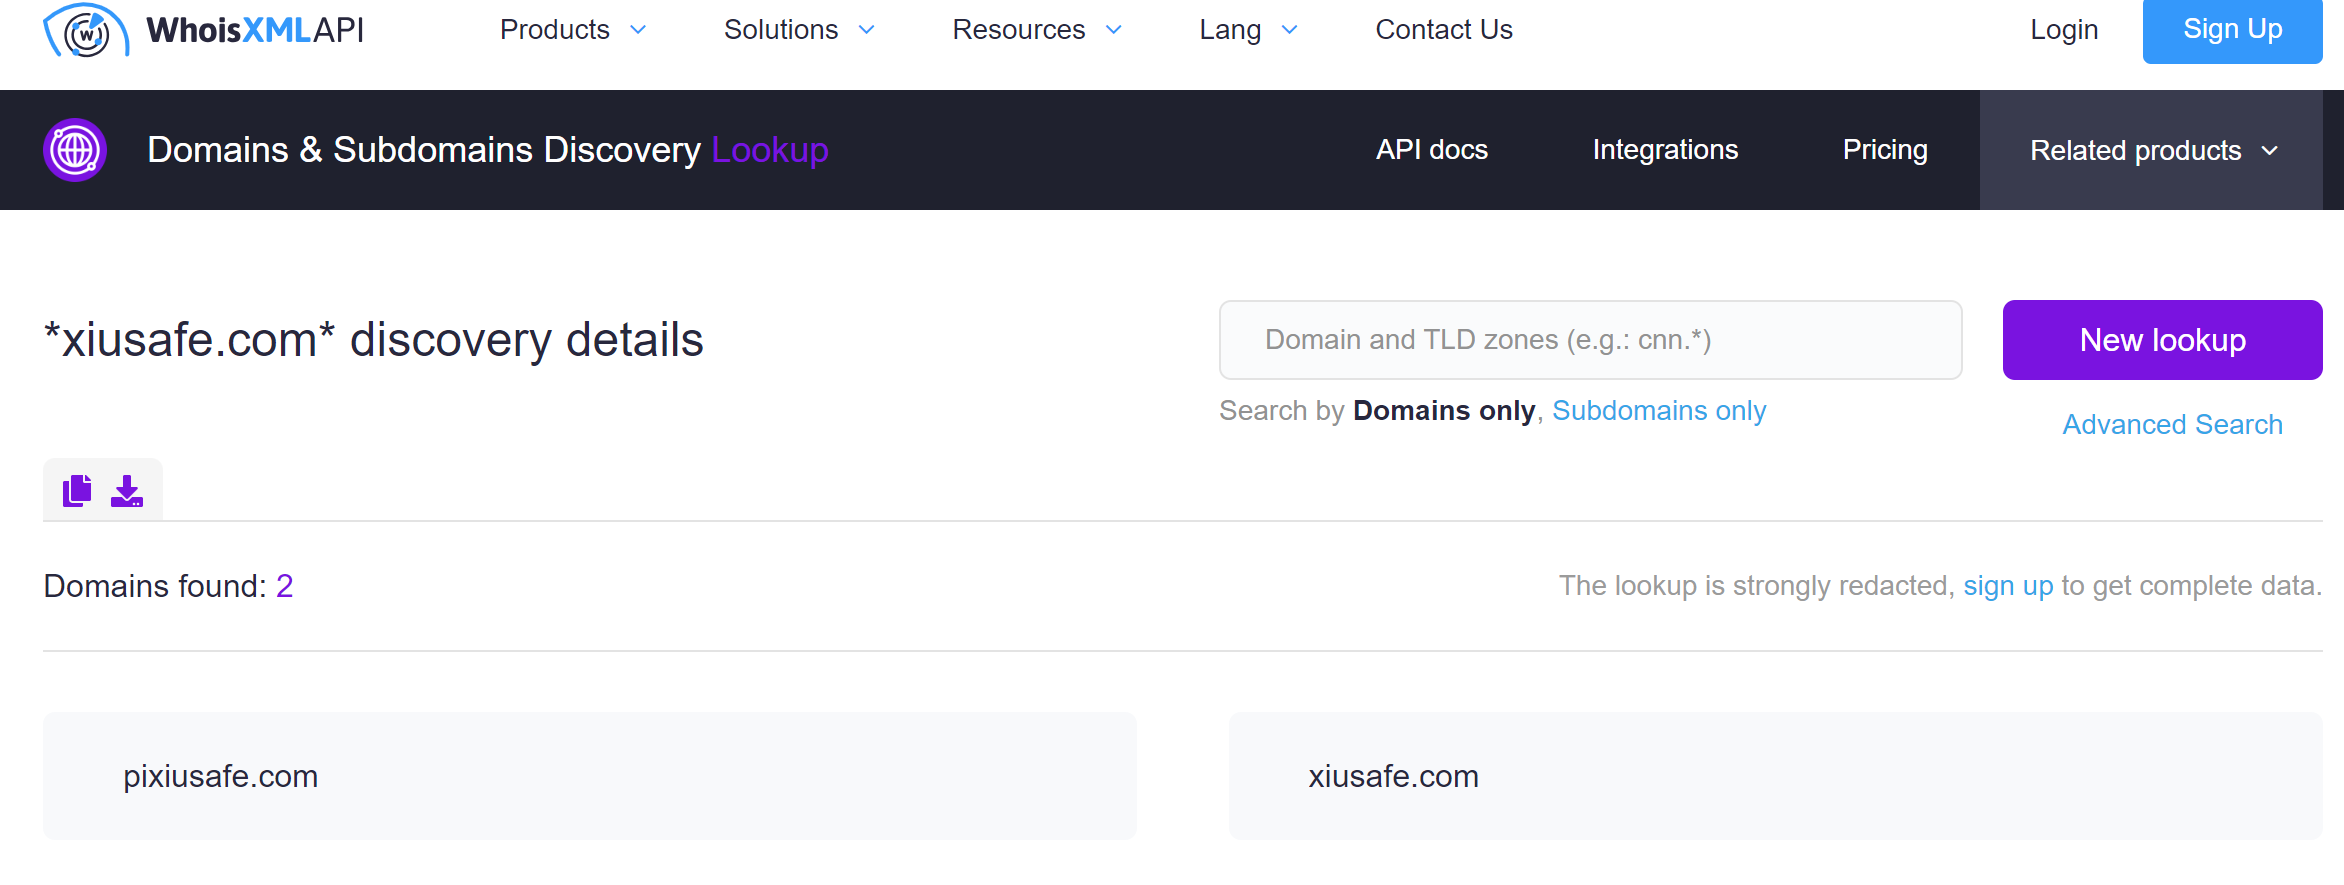 WhoisXMLAPI Products Solutions Resources Lang Contact Us Login Sign Up
Domains & Subdomains Discovery Lookup API docs Integrations Pricing Related products
*xiusafe.com* discovery details Domain and TLD zones (e.g.: cnn.*) New lookup
Search by Domains only, Subdomains only
Advanced Search
Domains found: 2 The lookup is strongly redacted, sign up to get complete data.
pixiusafe.com xiusafe.com